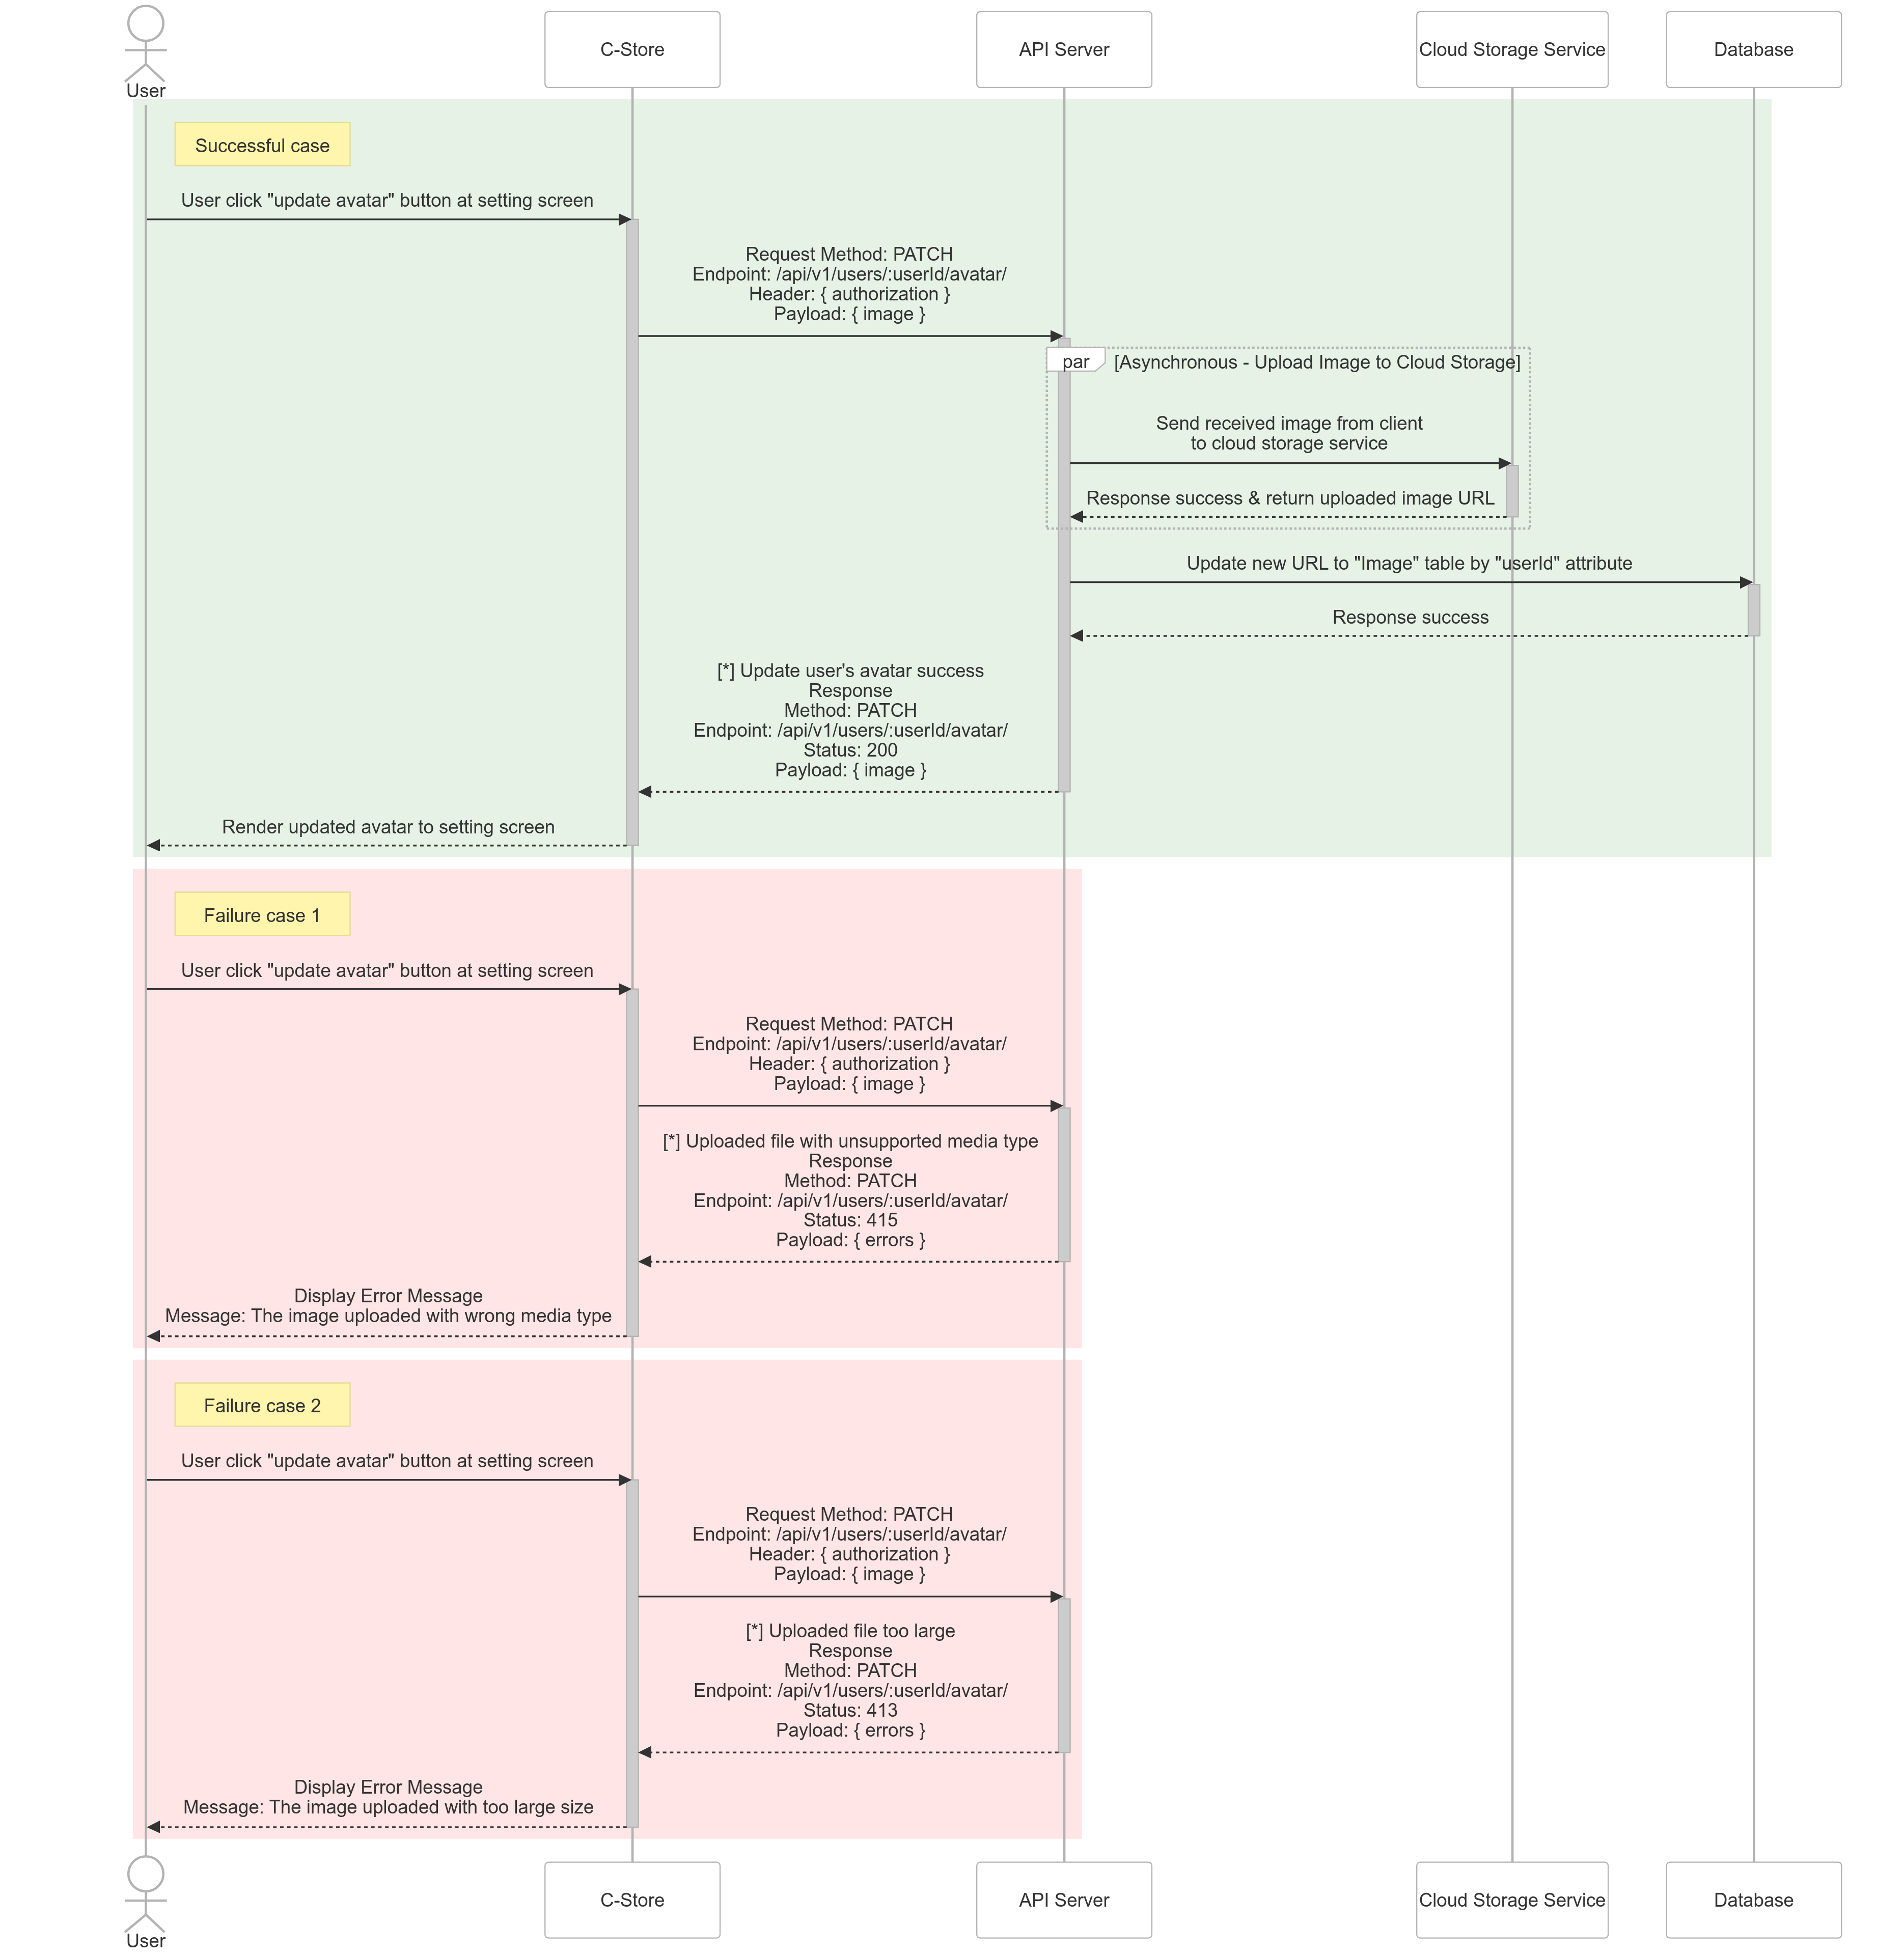 User
C-Store
API Server
Cloud Storage Service
Database
Successful case
User click "update avatar" button at setting screen
Request Method: PATCH
Endpoint: /api/v1/users/:userId/avatar/
Header: { authorization }
Payload: { image }
par
[Asynchronous - Upload Image to Cloud Storage]
Send received image from client
to cloud storage service
Response success & return uploaded image URL
Update new URL to "Image" table by "userId" attribute
Response success
[*] Update user's avatar success
Response
Method: PATCH
Endpoint: /api/v1/users/:userId/avatar/
Status: 200
Payload: { image }
Render updated avatar to setting screen
Failure case 1
User click "update avatar" button at setting screen
Request Method: PATCH
Endpoint: /api/v1/users/:userId/avatar/
Header: { authorization }
Payload: { image }
[*] Uploaded file with unsupported media type
Response
Method: PATCH
Endpoint: /api/v1/users/:userId/avatar/
Status: 415
Payload: { errors }
Display Error Message
Message: The image uploaded with wrong media type
Failure case 2
User click "update avatar" button at setting screen
Request Method: PATCH
Endpoint: /api/v1/users/:userId/avatar/
Header: { authorization }
Payload: { image }
[*] Uploaded file too large
Response
Method: PATCH
Endpoint: /api/v1/users/:userId/avatar/
Status: 413
Payload: { errors }
Display Error Message
Message: The image uploaded with too large size
User
C-Store
API Server
Cloud Storage Service
Database